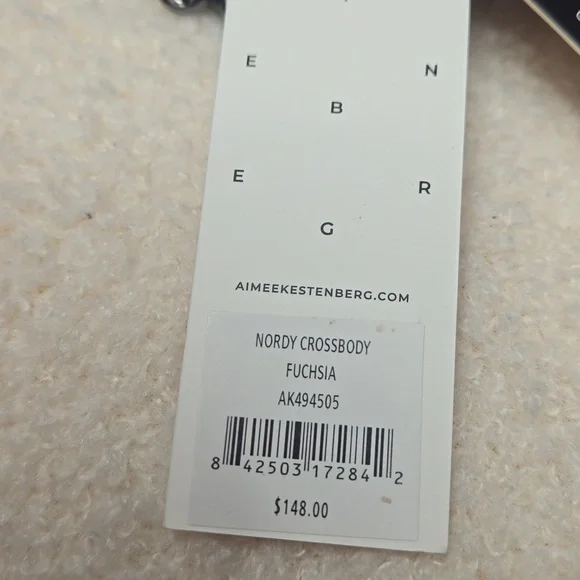 E N
B
E R
G
AIMEEKESTENBERG.COM
NORDY CROSSBODY
FUCHSIA
AK494505
8 42503 17284 2
$148.00